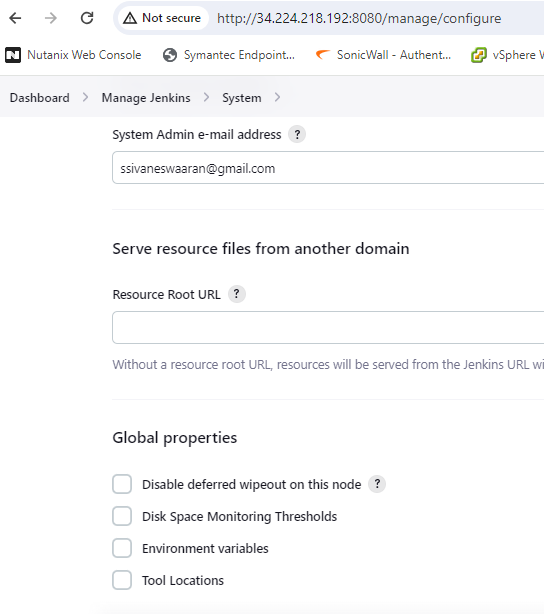 Not secure http://34.224.218.192:8080/manage/configure
Nutanix Web Console Symantec Endpoint... SonicWall - Authent... vSphere W
Dashboard > Manage Jenkins > System >
System Admin e-mail address ?
ssivaneswaaran@gmail.com
Serve resource files from another domain
Resource Root URL ?
Without a resource root URL, resources will be served from the Jenkins URL wi
Global properties
Disable deferred wipeout on this node ?
Disk Space Monitoring Thresholds
Environment variables
Tool Locations